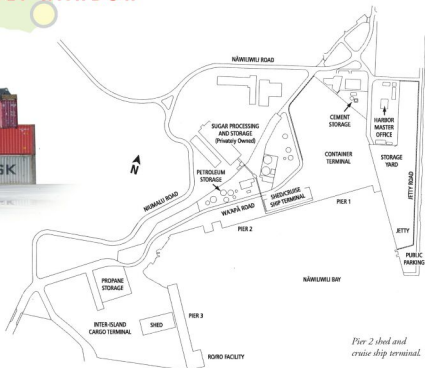 NĀWILIWILI ROAD
CEMENT
STORAGE
HARBOR
MASTER
OFFICE
SUGAR PROCESSING
AND STORAGE
(Privately Owned)
CONTAINER
TERMINAL
STORAGE
YARD
JETTY ROAD
N
PETROLEUM
STORAGE
SHED/CRUISE
SHIP TERMINAL
NIUMALU ROAD
WA'APĀ ROAD
PIER 1
PIER 2
JETTY
PUBLIC
PARKING
PROPANE
STORAGE
NĀWILIWILI BAY
PIER 3
INTER-ISLAND
CARGO TERMINAL
SHED
RO/RO FACILITY
Pier 2 shed and
cruise ship terminal.